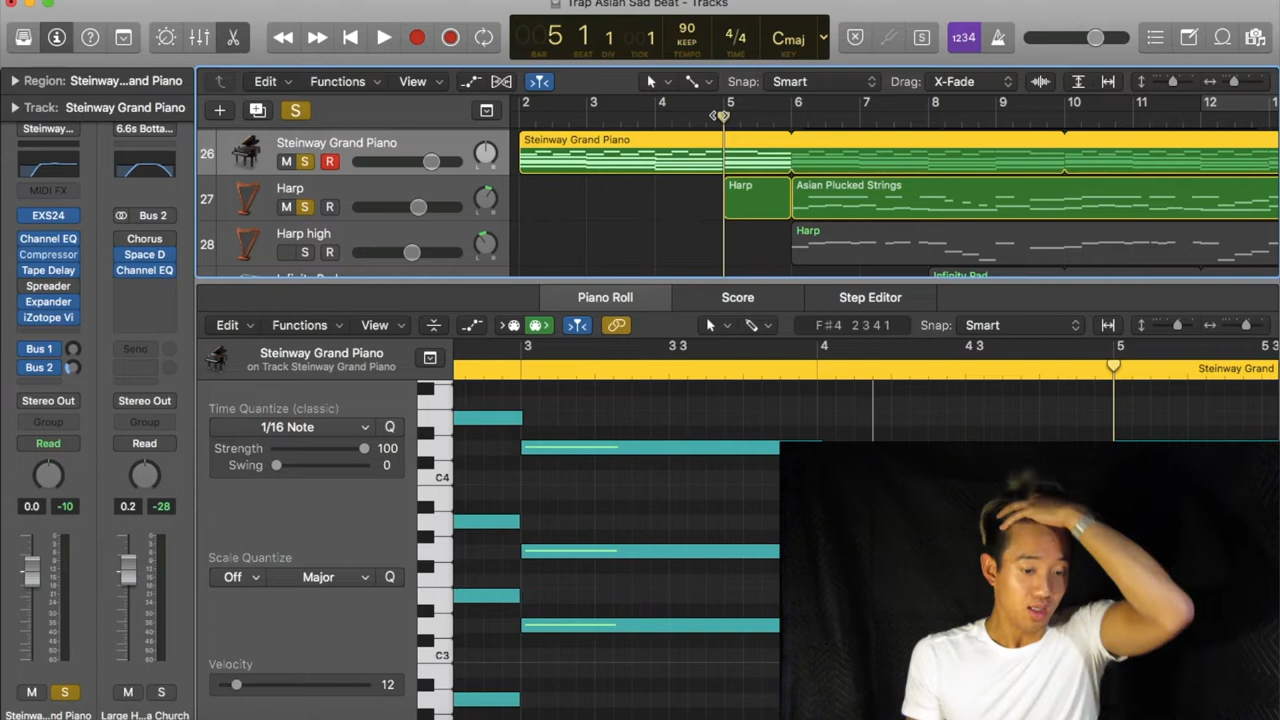 Trap Asian Sad beat - Tracks
5 1 1 1
BAR DIV TICK
90
KEEP
TEMPO
4/4
Cmaj
KEY
S
1234
Region: Steinway...and Piano
Track: Steinway Grand Piano
Edit
Functions
View
Snap: Smart
Drag: X-Fade
S
2 3 4 5 6 7 8 9 10 11 12
Steinway...
6.6s Botta...
MIDI FX
EXS24
Bus 2
Channel EQ
Chorus
Compressor
Space D
Tape Delay
Channel EQ
Spreader
Expander
iZotope Vi
Bus 1
Send
Bus 2
Stereo Out
Stereo Out
Group
Group
Read
Read
0.0 -10
0.2 -28
M S
M S
Steinwa...nd Piano
Large H...a Church
26
Steinway Grand Piano
M S R
27
Harp
M S R
28
Harp high
S R
Steinway Grand Piano
Harp
Asian Plucked Strings
Harp
Infinity Pad
Piano Roll
Score
Step Editor
Edit
Functions
View
F#4 2 3 4 1
Snap: Smart
Steinway Grand Piano
on Track Steinway Grand Piano
3 3 3 4 4 3 5 5 3
Steinway Grand
Time Quantize (classic)
1/16 Note
Q
Strength 100
Swing 0
Scale Quantize
Off
Major
Q
Velocity
12
C4
C3